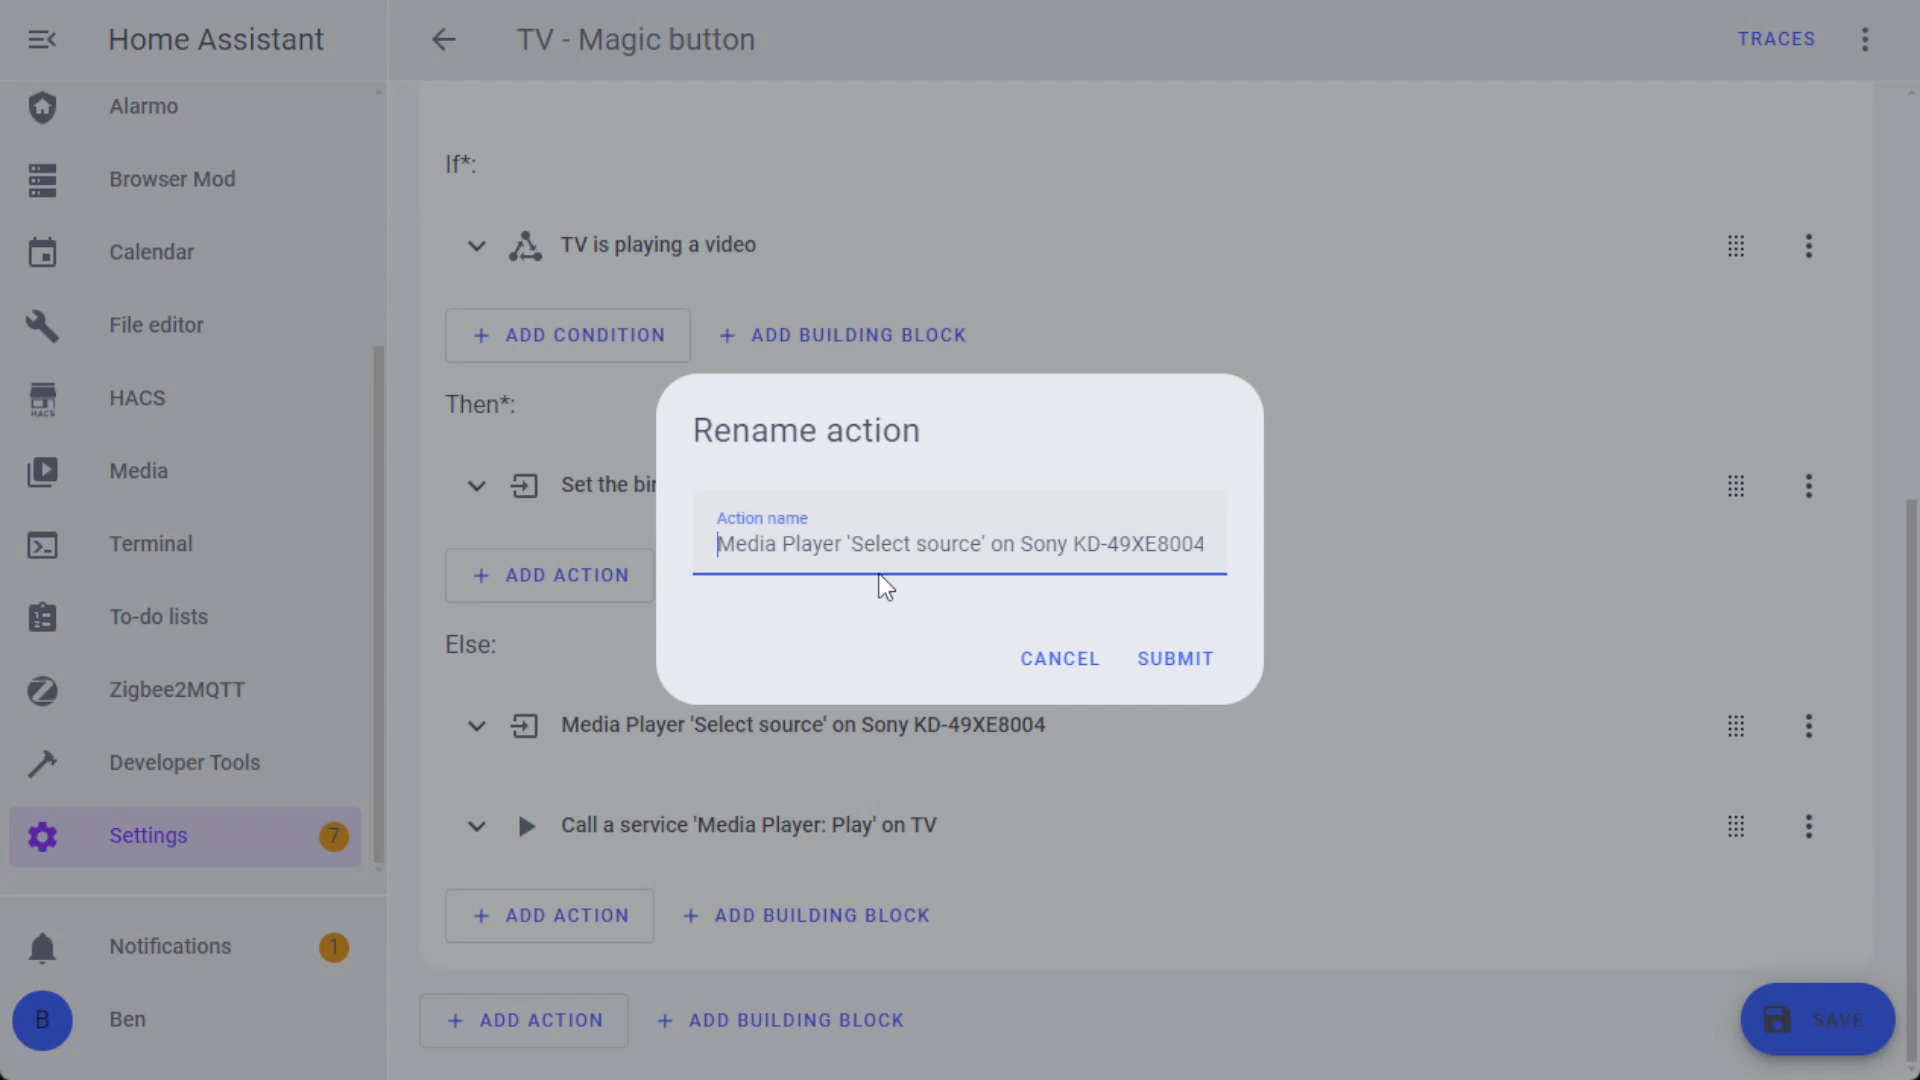 Home Assistant
TV - Magic button
TRACES
Alarmo
Browser Mod
Calendar
File editor
HACS
HACS
Media
Terminal
To-do lists
Zigbee2MQTT
Developer Tools
Settings
7
Notifications
1
B
Ben
If*:
TV is playing a video
ADD CONDITION
ADD BUILDING BLOCK
Then*:
Set the bin
ADD ACTION
Else:
Media Player 'Select source' on Sony KD-49XE8004
Call a service 'Media Player: Play' on TV
ADD ACTION
ADD BUILDING BLOCK
ADD ACTION
ADD BUILDING BLOCK
SAVE
Rename action
Action name
Media Player 'Select source' on Sony KD-49XE8004
CANCEL
SUBMIT